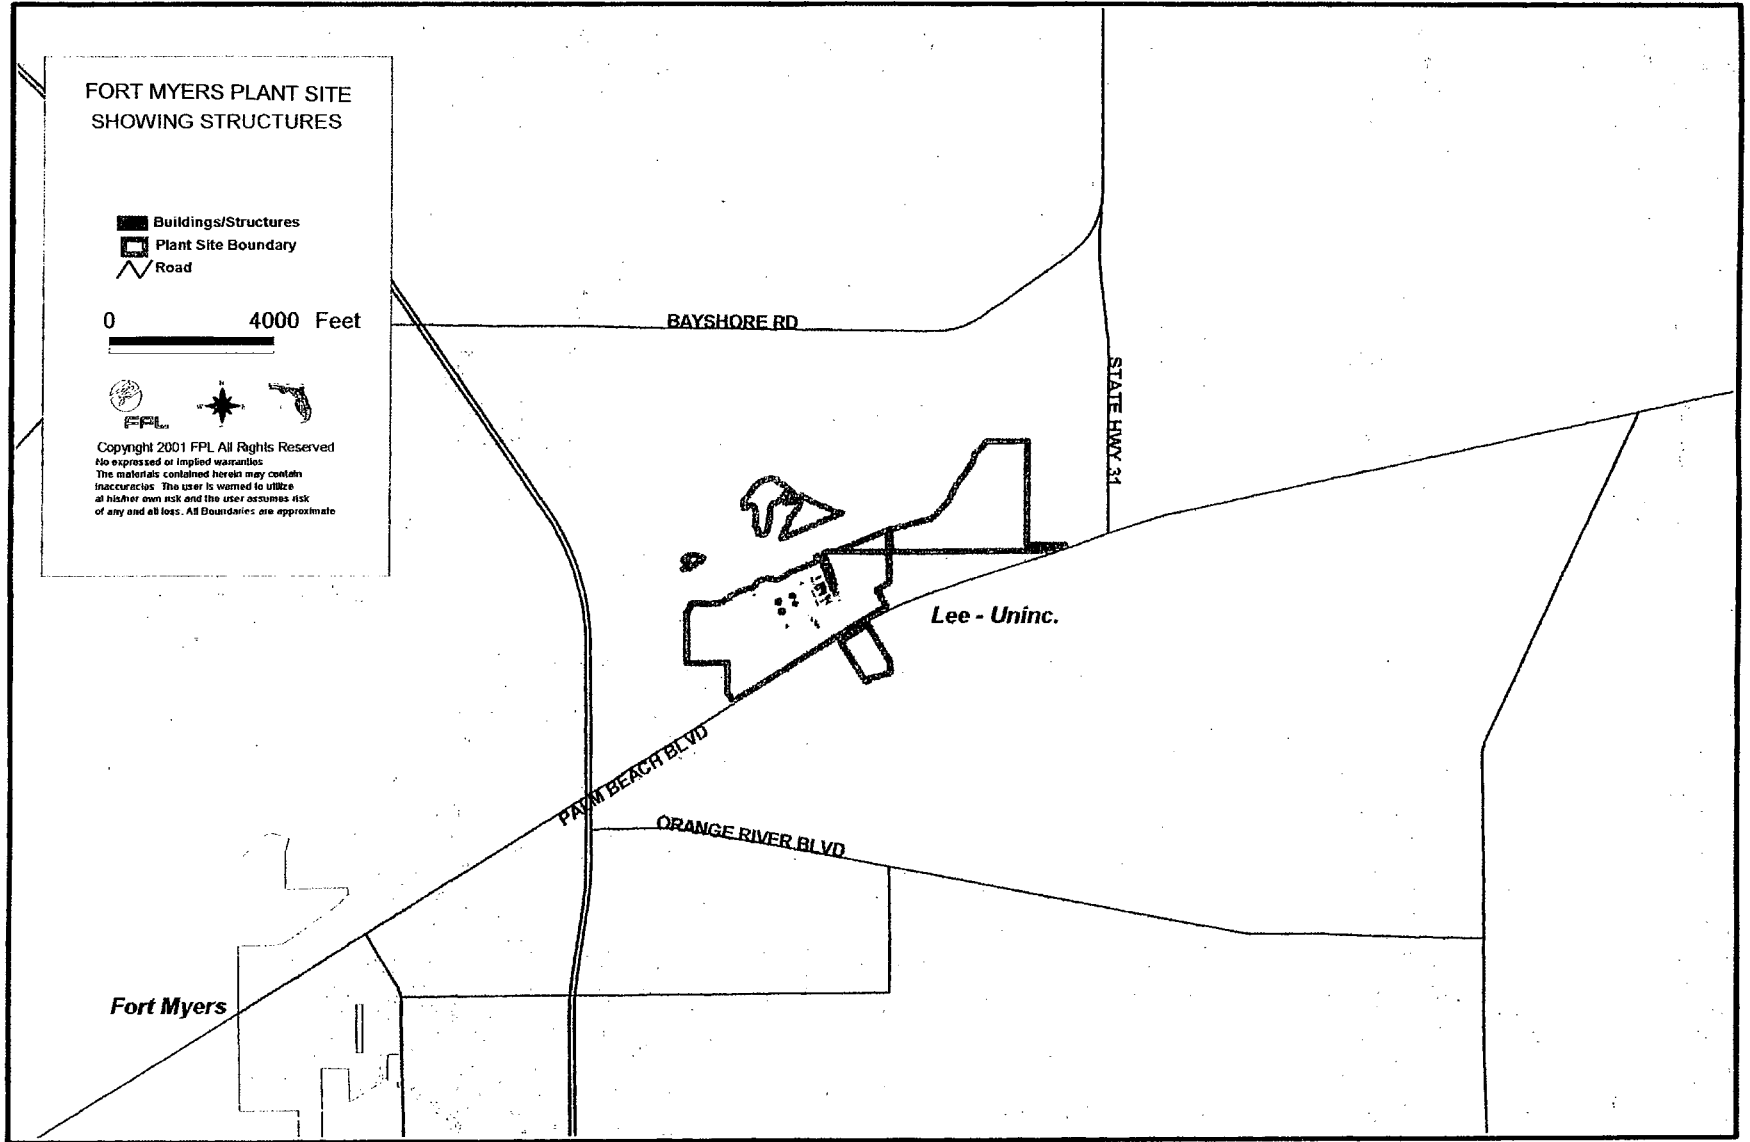 FORT MYERS PLANT SITE
SHOWING STRUCTURES
Buildings/Structures
Plant Site Boundary
Road
0 4000 Feet
N
W E
FPL
Copyright 2001 FPL All Rights Reserved
No expressed or implied warranties
The materials contained herein may contain
inaccuracies The user is warned to utilize
at his/her own risk and the user assumes risk
of any and all loss. All Boundaries are approximate
BAYSHORE RD
STATE HWY 31
Lee - Uninc.
PALM BEACH BLVD
ORANGE RIVER BLVD
Fort Myers